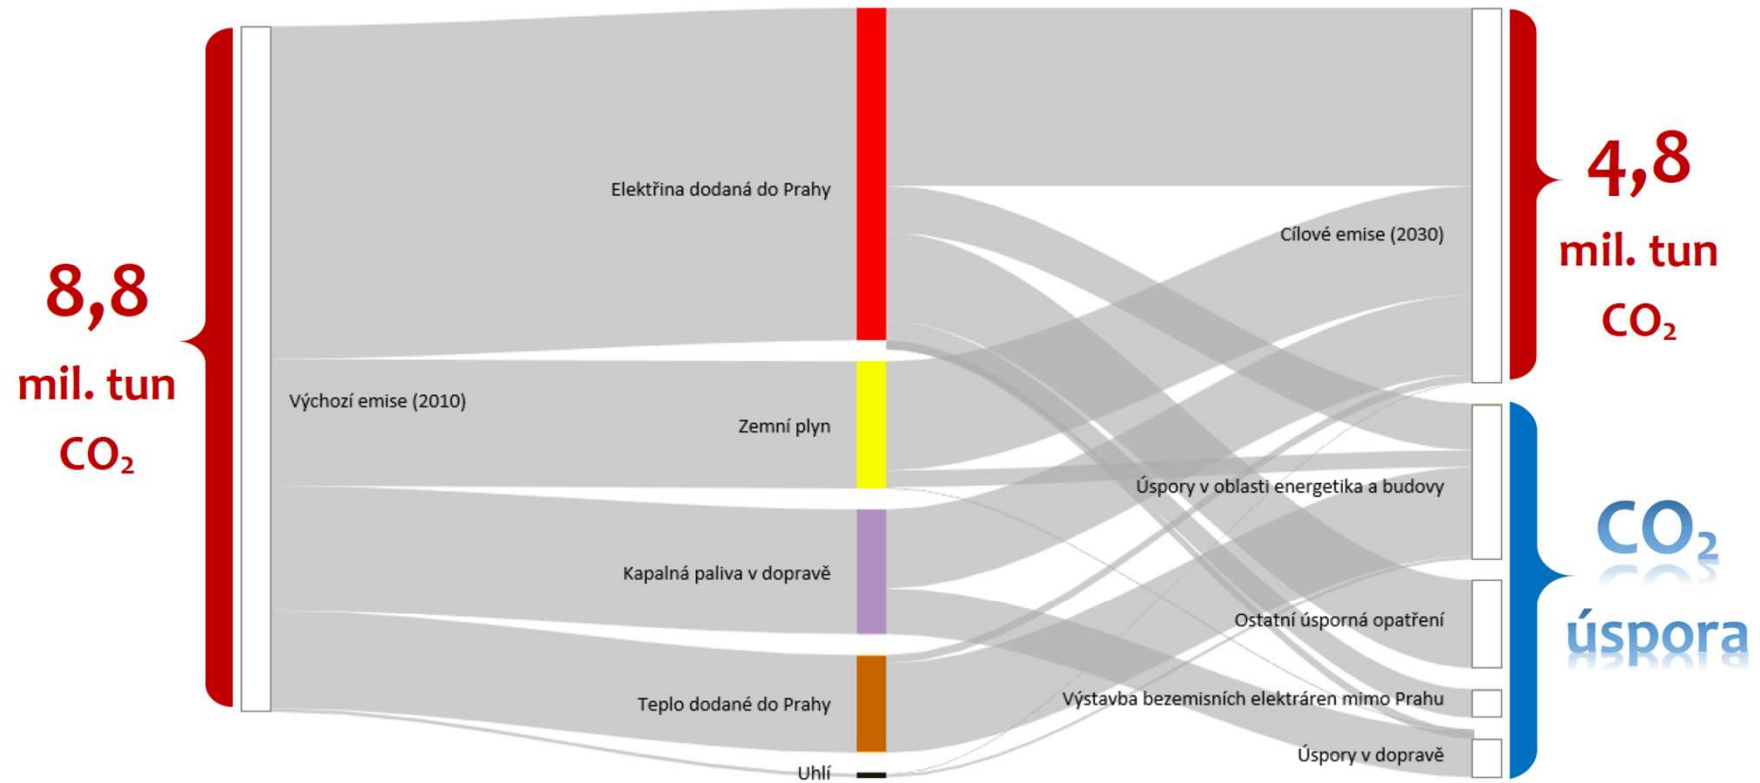 8,8
mil. tun
CO₂
Výchozí emise (2010)
Elektřina dodaná do Prahy
Zemní plyn
Kapalná paliva v dopravě
Teplo dodané do Prahy
Uhlí
Cílové emise (2030)
Úspory v oblasti energetika a budovy
Ostatní úsporná opatření
Výstavba bezemisních elektráren mimo Prahu
Úspory v dopravě
4,8
mil. tun
CO₂
CO₂
úspora